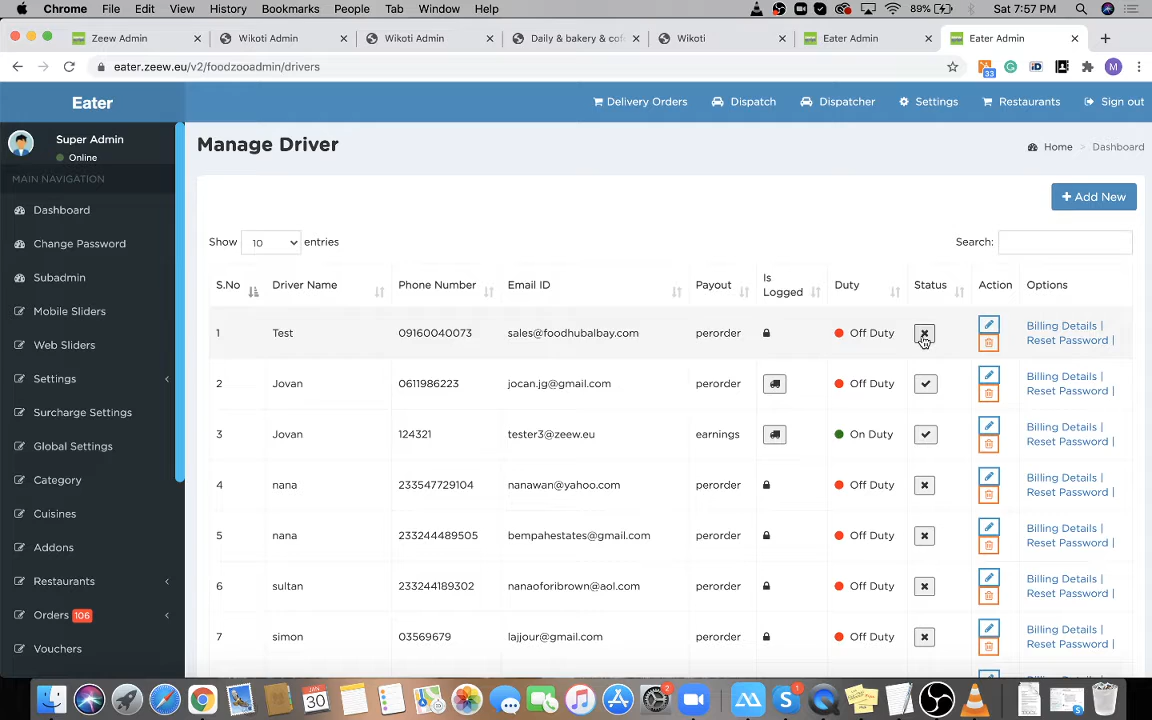 Chrome File Edit View History Bookmarks People Tab Window Help 89% Sat 7:57 PM
Zeew Admin Wikoti Admin Wikoti Admin Daily & bakery & cof Wikoti Eater Admin Eater Admin
eater.zeew.eu/v2/foodzooadmin/drivers 33 iD M
Eater Delivery Orders Dispatch Dispatcher Settings Restaurants Sign out
Super Admin
Online
MAIN NAVIGATION
Dashboard
Change Password
Subadmin
Mobile Sliders
Web Sliders
Settings
Surcharge Settings
Global Settings
Category
Cuisines
Addons
Restaurants
Orders 106
Vouchers
Manage Driver
Home > Dashboard
+ Add New
Show 10 entries Search:
S.No Driver Name Phone Number Email ID Payout Is Logged Duty Status Action Options
1 Test 09160040073 sales@foodhubalbay.com perorder Off Duty Billing Details |
Reset Password |
2 Jovan 0611986223 jocan.jg@gmail.com perorder Off Duty Billing Details |
Reset Password |
3 Jovan 124321 tester3@zeew.eu earnings On Duty Billing Details |
Reset Password |
4 nana 233547729104 nanawan@yahoo.com perorder Off Duty Billing Details |
Reset Password |
5 nana 233244489505 bempahestates@gmail.com perorder Off Duty Billing Details |
Reset Password |
6 sultan 233244189302 nanaoforibrown@aol.com perorder Off Duty Billing Details |
Reset Password |
7 simon 03569679 lajjour@gmail.com perorder Off Duty Billing Details |
Reset Password |
JAN 30 2 1